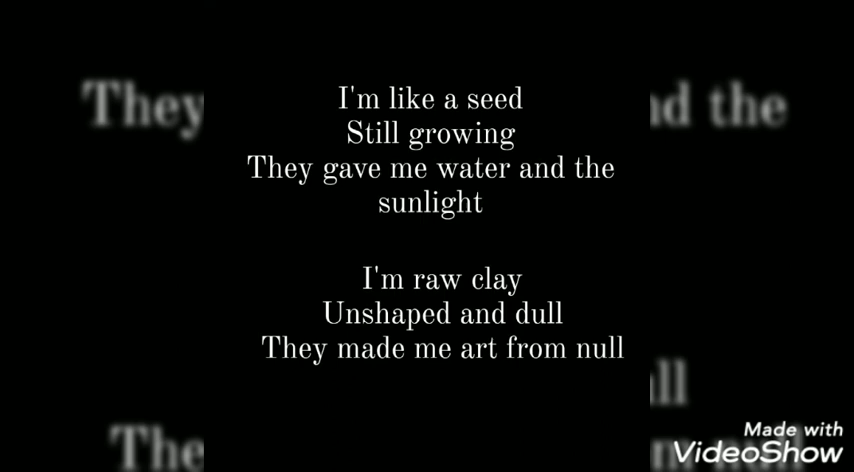 I'm like a seed
Still growing
They gave me water and the
sunlight
I'm raw clay
Unshaped and dull
They made me art from null
Made with
VideoShow